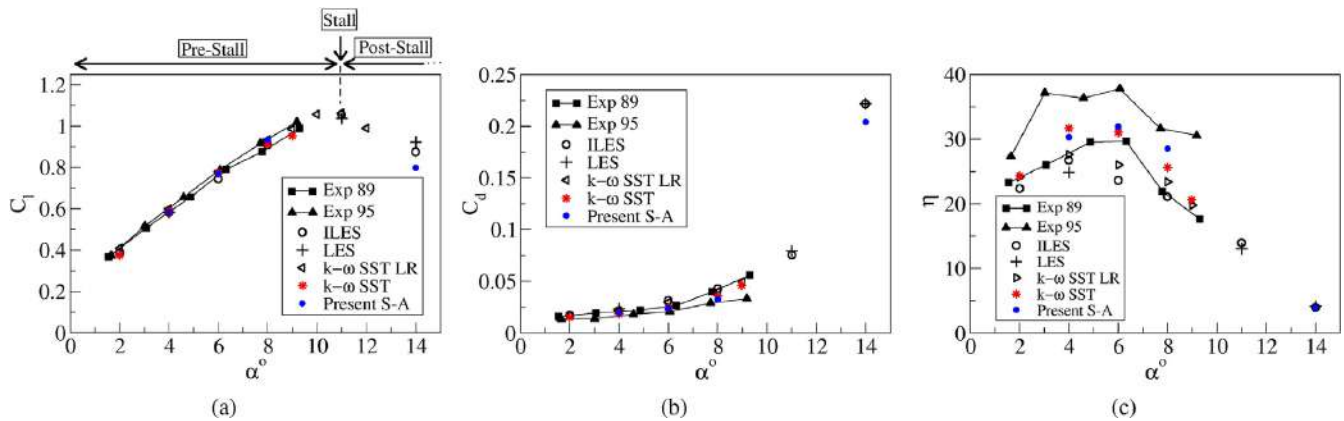 Stall
Pre-Stall
Post-Stall
1.2
1
0.8
0.6
0.4
0.2
0
C_l
Exp 89
Exp 95
ILES
LES
k−ω SST LR
k−ω SST
Present S-A
0 2 4 6 8 10 12 14
α°
(a)
0.25
0.2
0.15
0.1
0.05
0
C_d
Exp 89
Exp 95
ILES
LES
k−ω SST LR
k−ω SST
Present S-A
0 2 4 6 8 10 12 14
α°
(b)
40
30
20
10
0
η
Exp 89
Exp 95
ILES
LES
k−ω SST LR
k−ω SST
Present S-A
2 4 6 8 10 12 14
α°
(c)